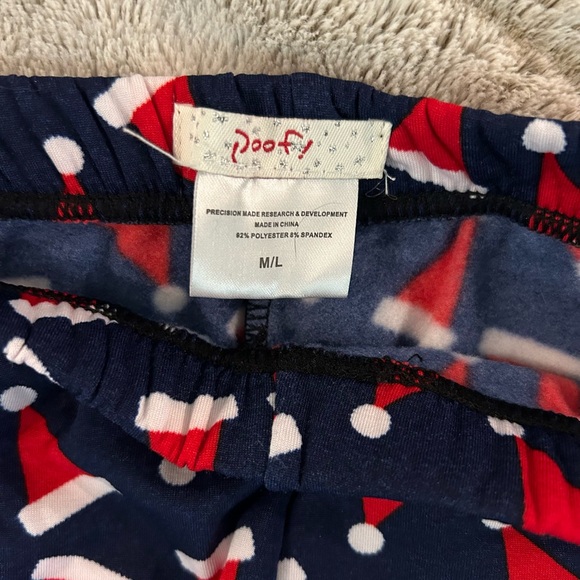 poof!
PRECISION MADE RESEARCH & DEVELOPMENT
MADE IN CHINA
92% POLYESTER 8% SPANDEX
M/L